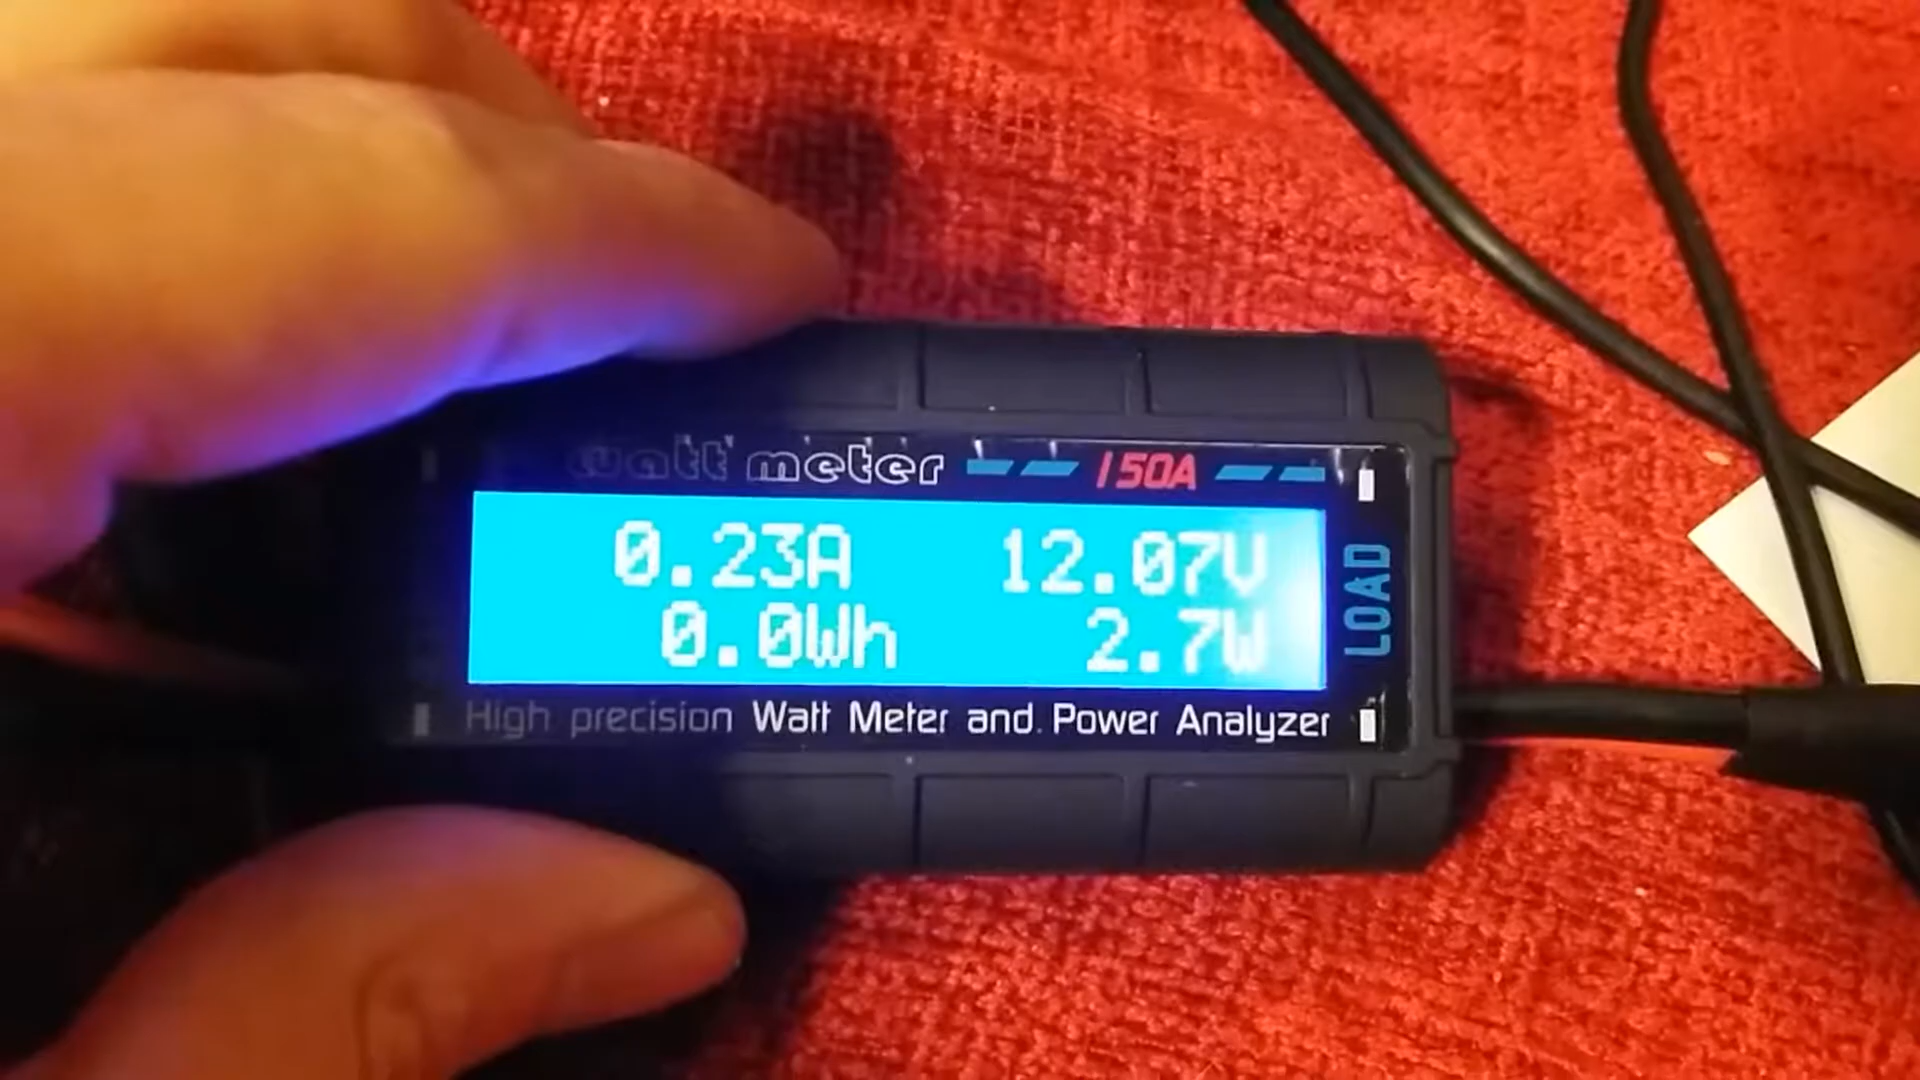 watt meter 150A
0.23A 12.07V
0.0Wh 2.7W
LOAD
High precision Watt Meter and. Power Analyzer